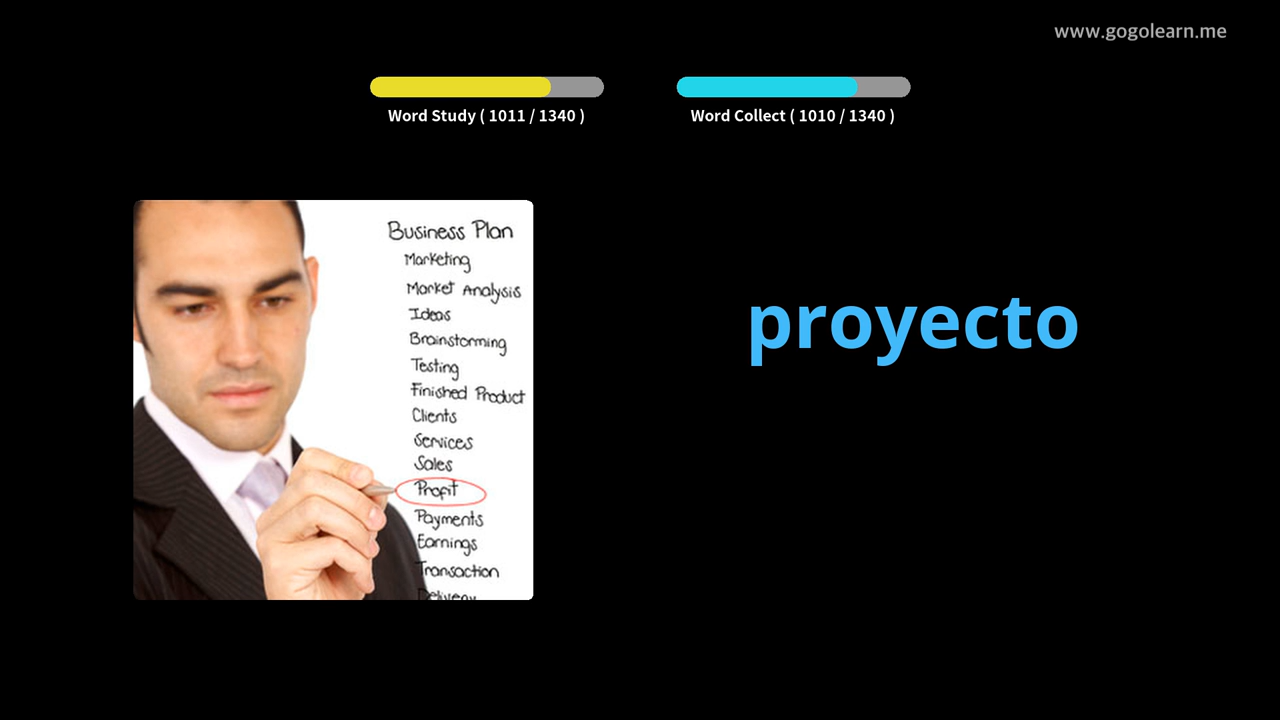 www.gogolearn.me
Word Study ( 1011 / 1340 )
Word Collect ( 1010 / 1340 )
Business Plan
Marketing
Market Analysis
Ideas
Brainstorming
Testing
Finished Product
Clients
Services
Sales
Profit
Payments
Earnings
Transaction
Delivery
proyecto